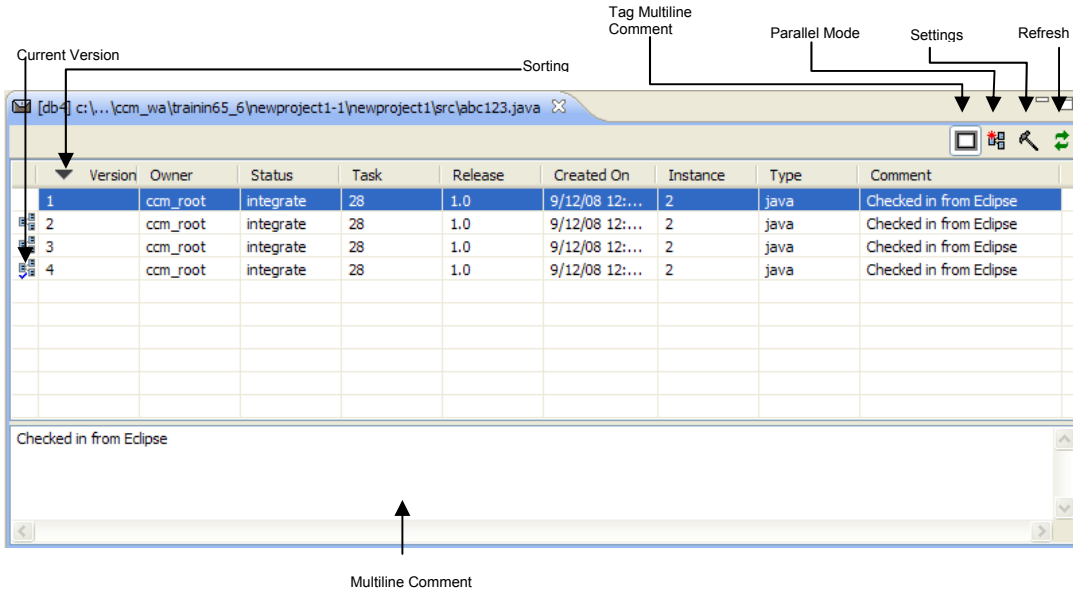 Tag Multiline
Comment
Parallel Mode
Settings
Refresh
Current Version
Sorting
[db4] c:\...\ccm_wa\trainin65_6\newproject1-1\newproject1\src\abc123.java
Version Owner Status Task Release Created On Instance Type Comment
1 ccm_root integrate 28 1.0 9/12/08 12:... 2 java Checked in from Eclipse
2 ccm_root integrate 28 1.0 9/12/08 12:... 2 java Checked in from Eclipse
3 ccm_root integrate 28 1.0 9/12/08 12:... 2 java Checked in from Eclipse
4 ccm_root integrate 28 1.0 9/12/08 12:... 2 java Checked in from Eclipse
Checked in from Eclipse
Multiline Comment